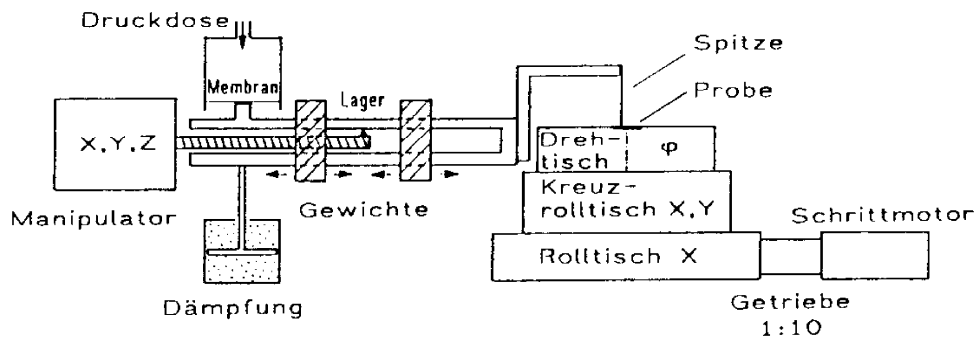 Druckdose
Membran
Lager
Spitze
Probe
X,Y,Z
Dreh-
tisch
φ
Kreuz-
rolltisch X,Y
Manipulator
Gewichte
Schrittmotor
Rolltisch X
Dämpfung
Getriebe
1:10